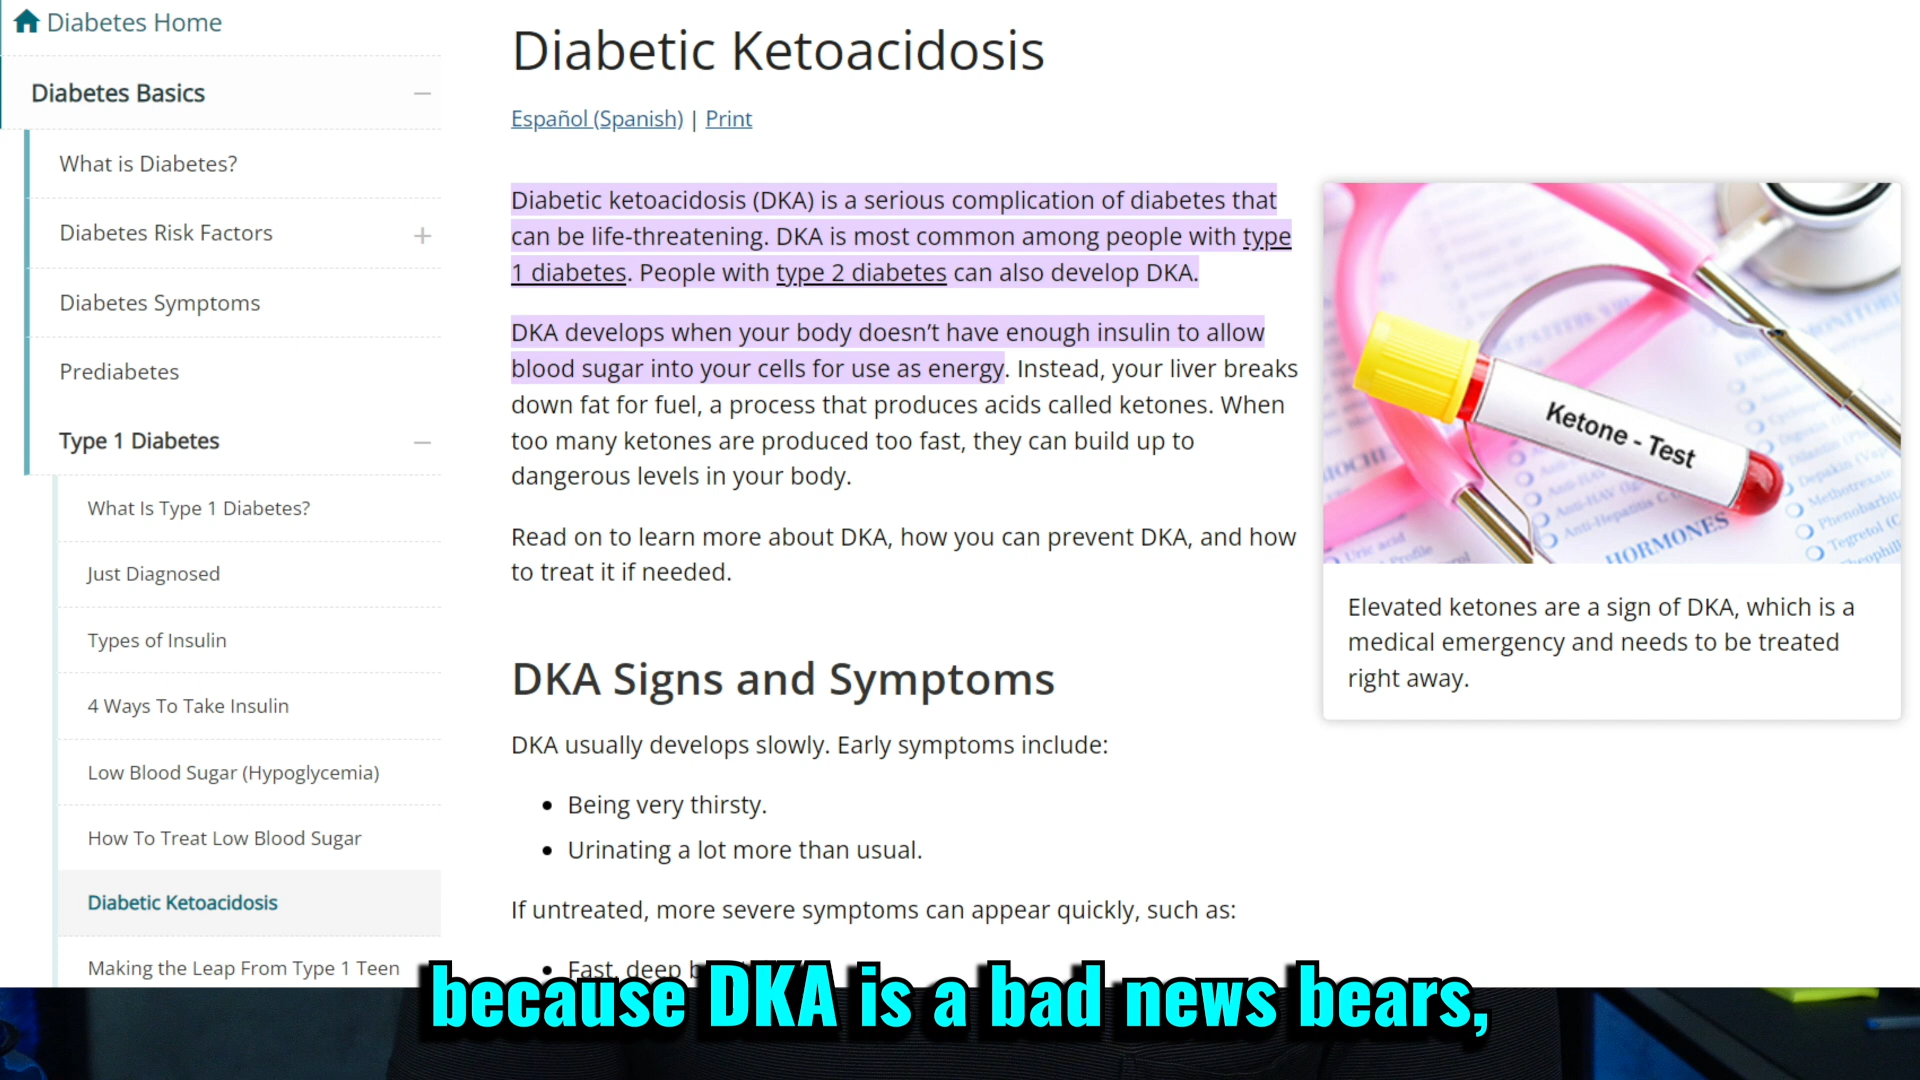 Diabetes Home
Diabetes Basics
What is Diabetes?
Diabetes Risk Factors
Diabetes Symptoms
Prediabetes
Type 1 Diabetes
What Is Type 1 Diabetes?
Just Diagnosed
Types of Insulin
4 Ways To Take Insulin
Low Blood Sugar (Hypoglycemia)
How To Treat Low Blood Sugar
Diabetic Ketoacidosis
Making the Leap From Type 1 Teen
Diabetic Ketoacidosis
Español (Spanish) | Print
Diabetic ketoacidosis (DKA) is a serious complication of diabetes that
can be life-threatening. DKA is most common among people with type
1 diabetes. People with type 2 diabetes can also develop DKA.
DKA develops when your body doesn’t have enough insulin to allow
blood sugar into your cells for use as energy. Instead, your liver breaks
down fat for fuel, a process that produces acids called ketones. When
too many ketones are produced too fast, they can build up to
dangerous levels in your body.
Read on to learn more about DKA, how you can prevent DKA, and how
to treat it if needed.
DKA Signs and Symptoms
DKA usually develops slowly. Early symptoms include:
Being very thirsty.
Urinating a lot more than usual.
If untreated, more severe symptoms can appear quickly, such as:
Fast, deep
Ketone - Test
HORMONES
Elevated ketones are a sign of DKA, which is a
medical emergency and needs to be treated
right away.
because DKA is a bad news bears,